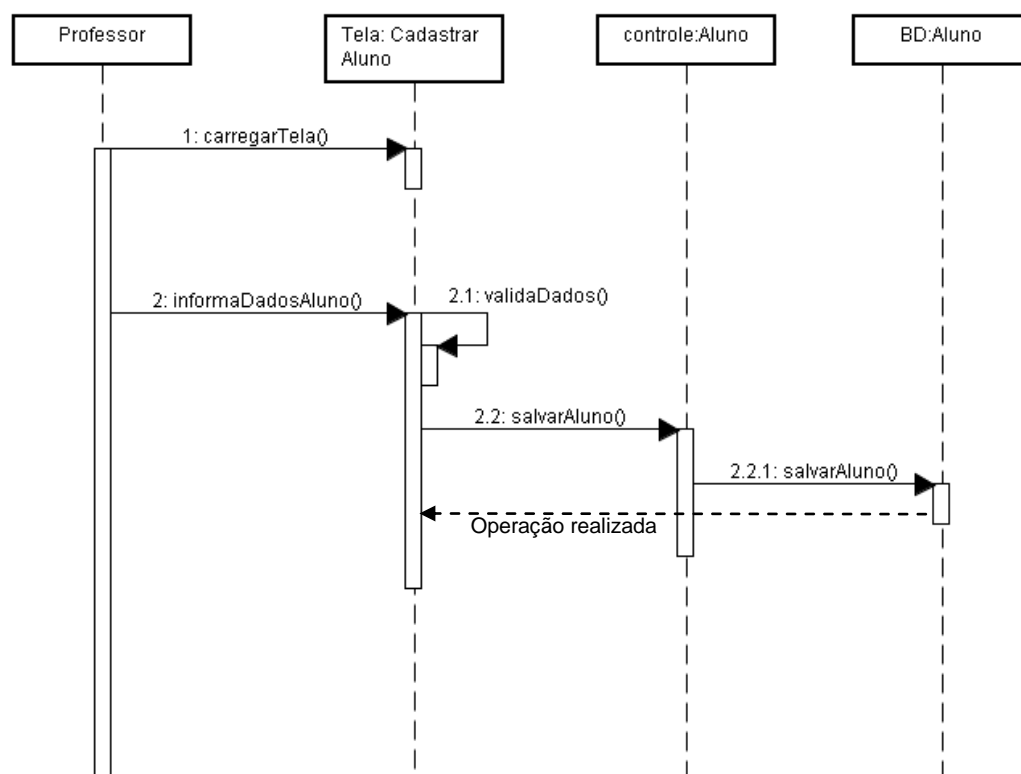 Professor
Tela: Cadastrar
Aluno
controle:Aluno
BD:Aluno
1: carregarTela()
2: informaDadosAluno()
2.1: validaDados()
2.2: salvarAluno()
2.2.1: salvarAluno()
Operação realizada